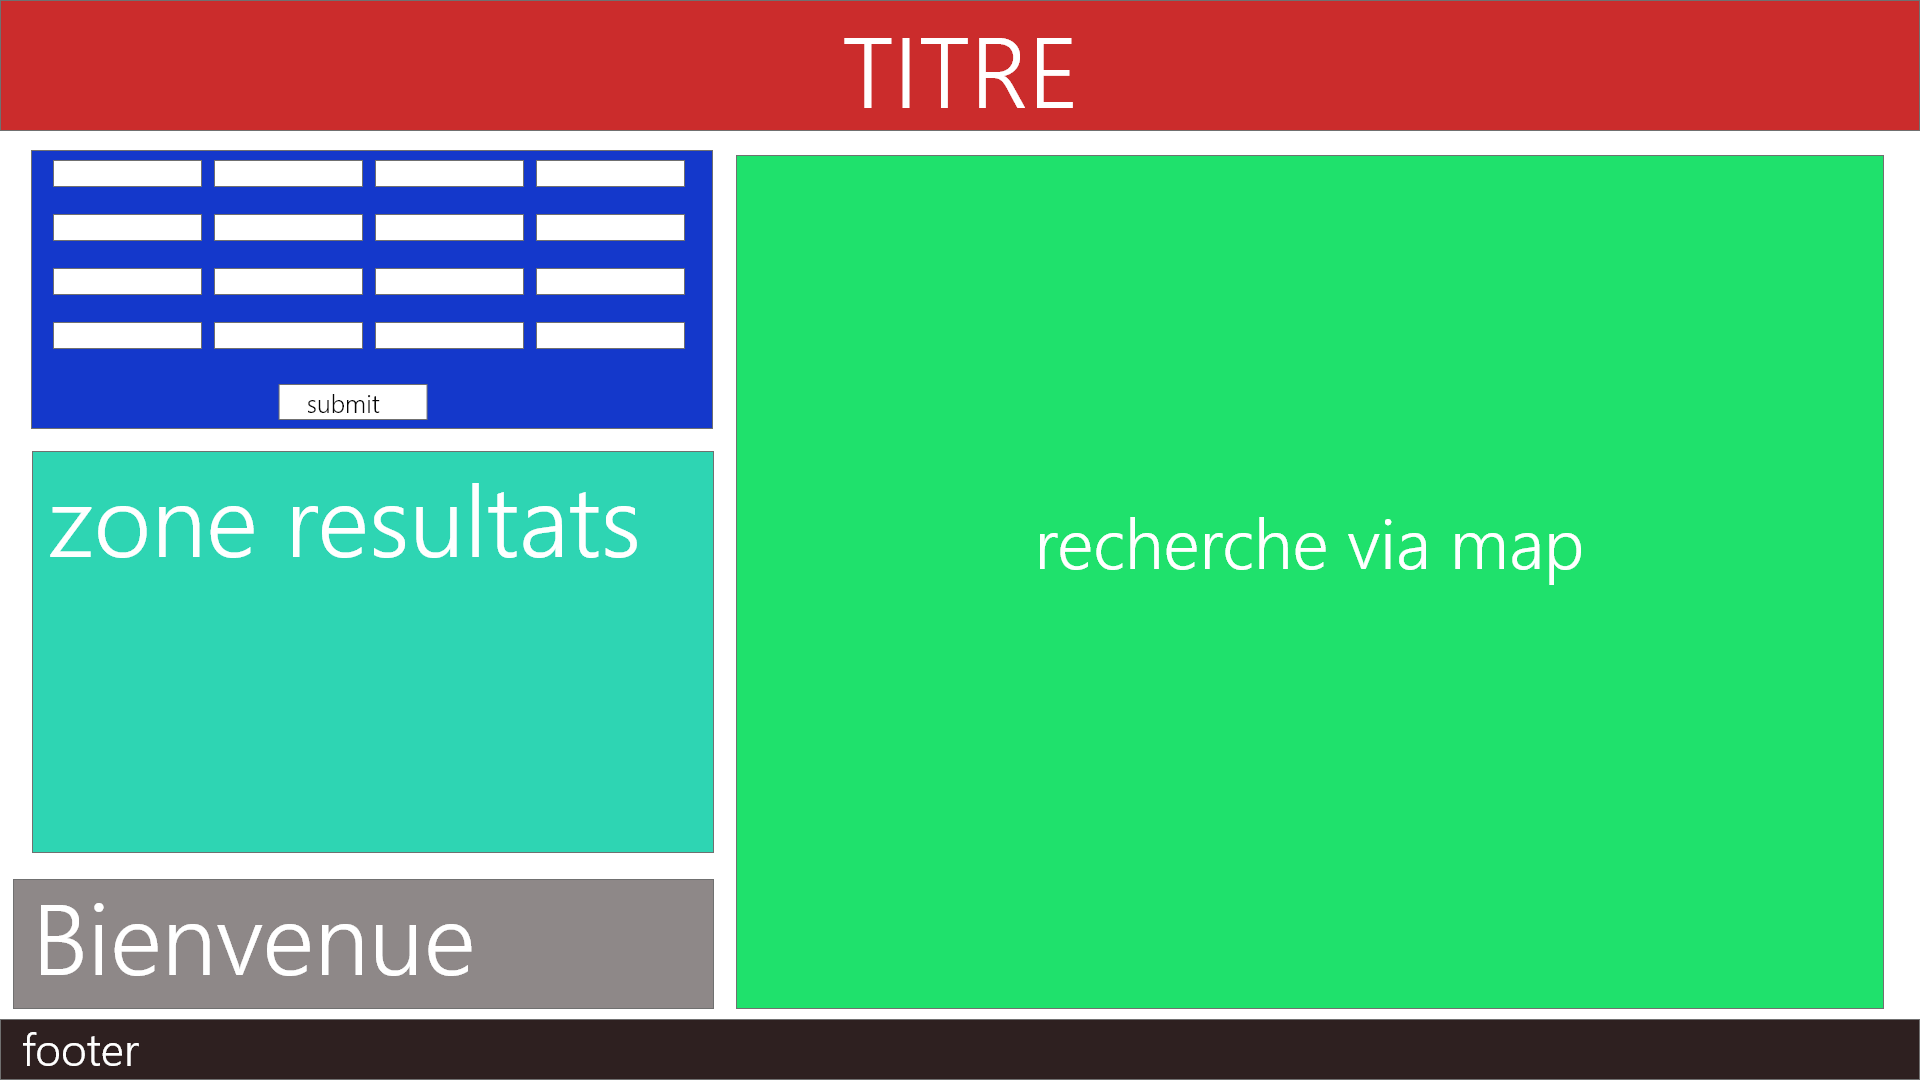 TITRE
submit
zone resultats
recherche via map
Bienvenue
footer